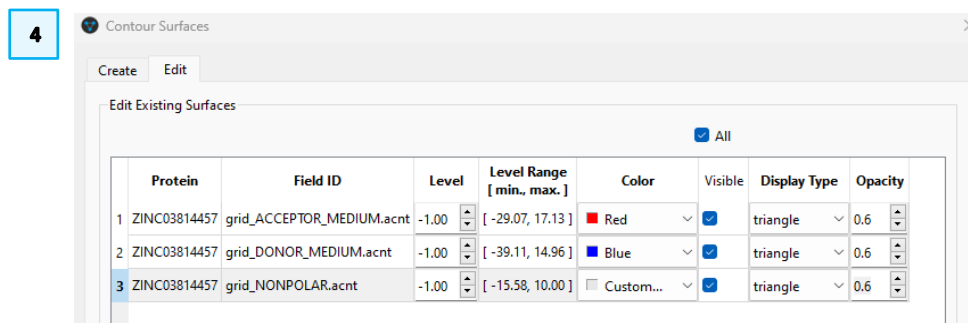 4
Contour Surfaces
Create Edit
Edit Existing Surfaces
All
Protein Field ID Level Level Range [ min., max. ] Color Visible Display Type Opacity
1 ZINC03814457 grid_ACCEPTOR_MEDIUM.acnt -1.00 [ -29.07, 17.13 ] Red triangle 0.6
2 ZINC03814457 grid_DONOR_MEDIUM.acnt -1.00 [ -39.11, 14.96 ] Blue triangle 0.6
3 ZINC03814457 grid_NONPOLAR.acnt -1.00 [ -15.58, 10.00 ] Custom... triangle 0.6